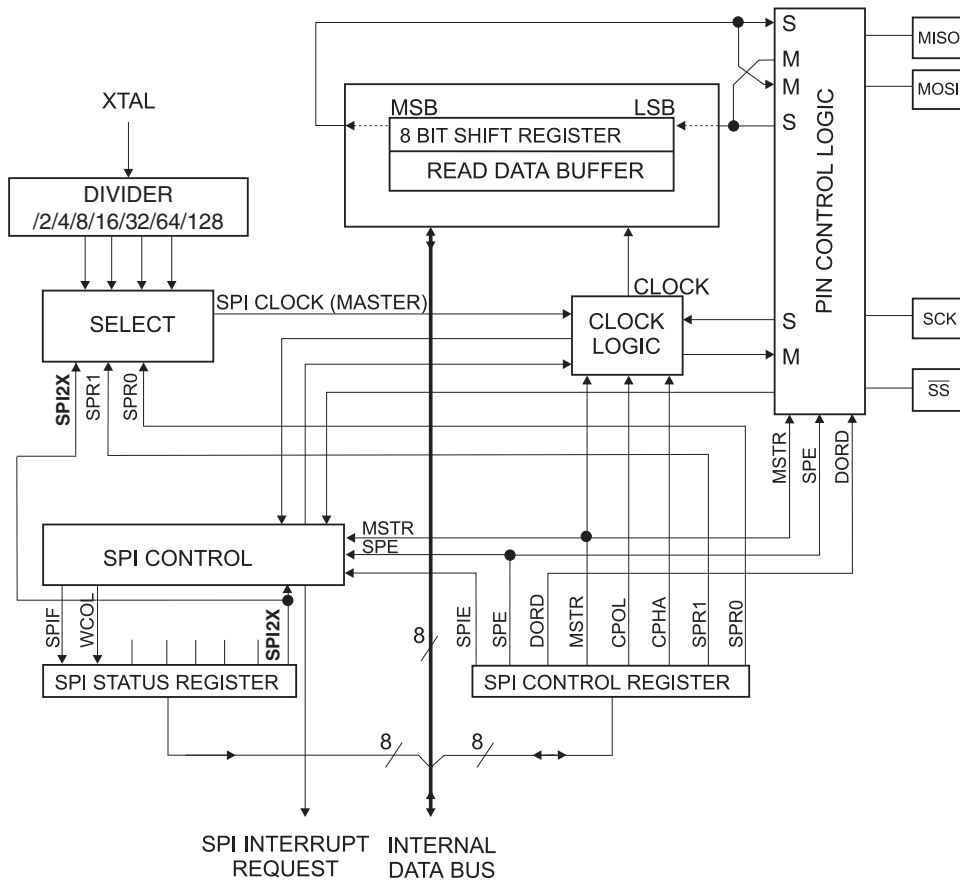 S
M
M
S
MISO
MOSI
PIN CONTROL LOGIC
XTAL
MSB
LSB
8 BIT SHIFT REGISTER
READ DATA BUFFER
DIVIDER
/2/4/8/16/32/64/128
SPI CLOCK (MASTER)
CLOCK
SELECT
CLOCK
LOGIC
S
M
SCK
SS
SPI2X
SPR1
SPR0
MSTR
SPE
DORD
MSTR
SPE
SPI CONTROL
SPIF
WCOL
SPI2X
8
SPIE
SPE
DORD
MSTR
CPOL
CPHA
SPR1
SPR0
SPI STATUS REGISTER
SPI CONTROL REGISTER
8
8
SPI INTERRUPT
REQUEST
INTERNAL
DATA BUS